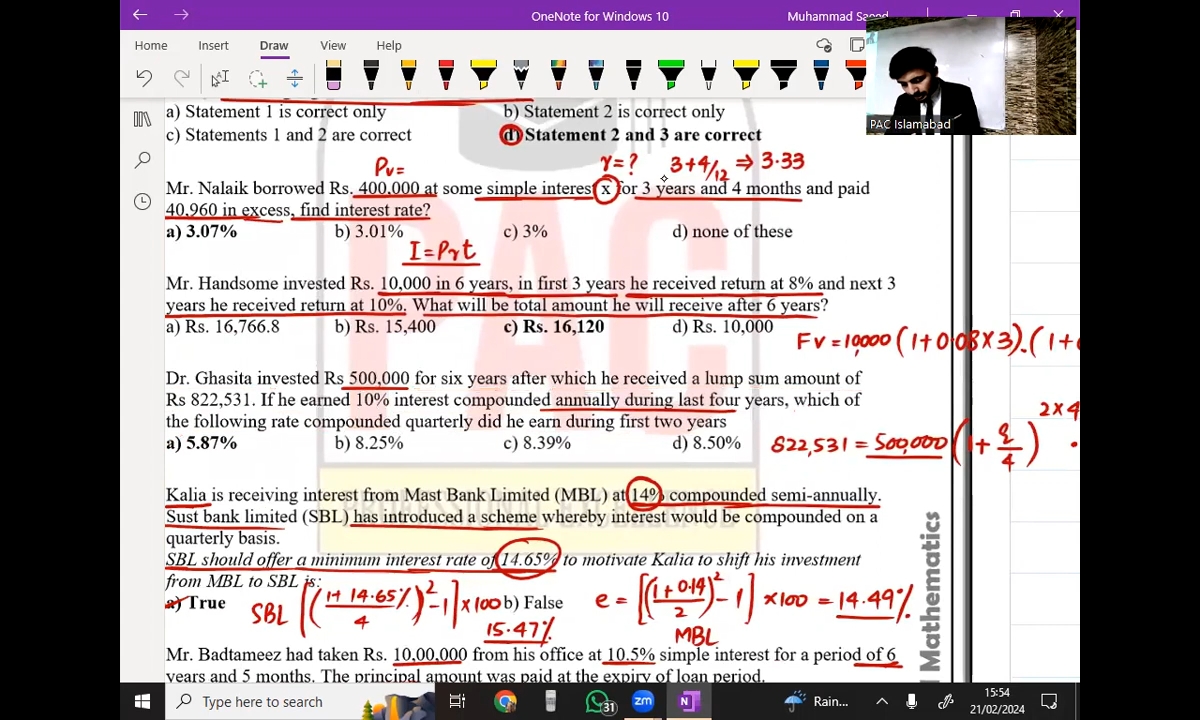 OneNote for Windows 10
Muhammad Saeed
Home Insert Draw View Help
PAC Islamabad
a) Statement 1 is correct only b) Statement 2 is correct only
c) Statements 1 and 2 are correct d) Statement 2 and 3 are correct
Pv= r=? 3+4/12 ⇒ 3.33
Mr. Nalaik borrowed Rs. 400,000 at some simple interest x for 3 years and 4 months and paid
40,960 in excess, find interest rate?
a) 3.07% b) 3.01% c) 3% d) none of these
I=Prt
Mr. Handsome invested Rs. 10,000 in 6 years, in first 3 years he received return at 8% and next 3
years he received return at 10%. What will be total amount he will receive after 6 years?
a) Rs. 16,766.8 b) Rs. 15,400 c) Rs. 16,120 d) Rs. 10,000
FV = 10,000 (1+0.08×3).(1+
Dr. Ghasita invested Rs 500,000 for six years after which he received a lump sum amount of
Rs 822,531. If he earned 10% interest compounded annually during last four years, which of
the following rate compounded quarterly did he earn during first two years
a) 5.87% b) 8.25% c) 8.39% d) 8.50%
822,531 = 500,000 (1+ r/4)^2×4 .
Kalia is receiving interest from Mast Bank Limited (MBL) at 14% compounded semi-annually.
Sust bank limited (SBL) has introduced a scheme whereby interest would be compounded on a
quarterly basis.
SBL should offer a minimum interest rate of 14.65% to motivate Kalia to shift his investment
from MBL to SBL is:
a) True b) False
SBL [(1+ 14.65%/4)^2 -1] ×100
15.47%
e = [(1+0.14/2)^2 -1] ×100 = 14.49%
MBL
Mr. Badtameez had taken Rs. 10,00,000 from his office at 10.5% simple interest for a period of 6
years and 5 months. The principal amount was paid at the expiry of loan period.
Mathematics
PAC
Type here to search
31
zm
Rain...
15:54
21/02/2024